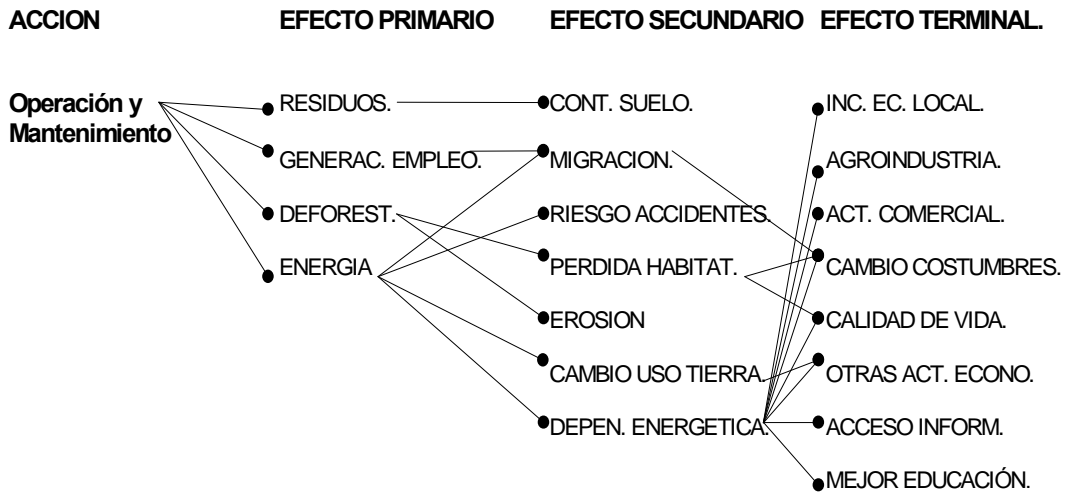 ACCION EFECTO PRIMARIO EFECTO SECUNDARIO EFECTO TERMINAL.
Operación y RESIDUOS. CONT. SUELO. INC. EC. LOCAL.
Mantenimiento
GENERAC. EMPLEO. MIGRACION. AGROINDUSTRIA.
DEFOREST. RIESGO ACCIDENTES. ACT. COMERCIAL.
ENERGIA PERDIDA HABITAT. CAMBIO COSTUMBRES.
EROSION CALIDAD DE VIDA.
CAMBIO USO TIERRA. OTRAS ACT. ECONO.
DEPEN. ENERGETICA. ACCESO INFORM.
MEJOR EDUCACIÓN.